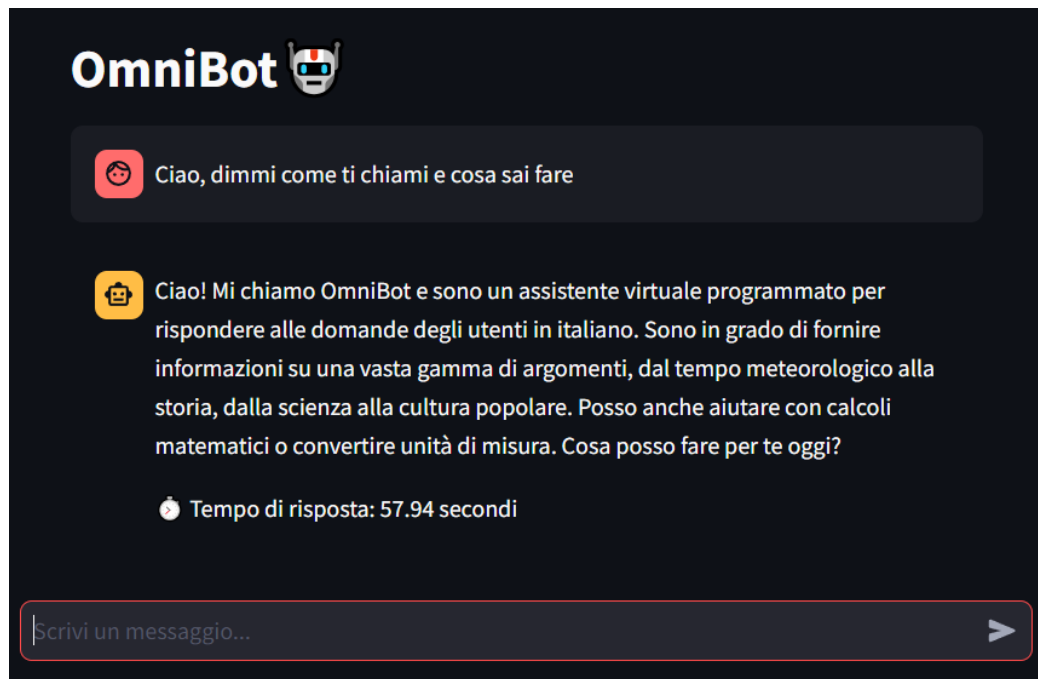 OmniBot
Ciao, dimmi come ti chiami e cosa sai fare
Ciao! Mi chiamo OmniBot e sono un assistente virtuale programmato per
rispondere alle domande degli utenti in italiano. Sono in grado di fornire
informazioni su una vasta gamma di argomenti, dal tempo meteorologico alla
storia, dalla scienza alla cultura popolare. Posso anche aiutare con calcoli
matematici o convertire unità di misura. Cosa posso fare per te oggi?
Tempo di risposta: 57.94 secondi
Scrivi un messaggio...